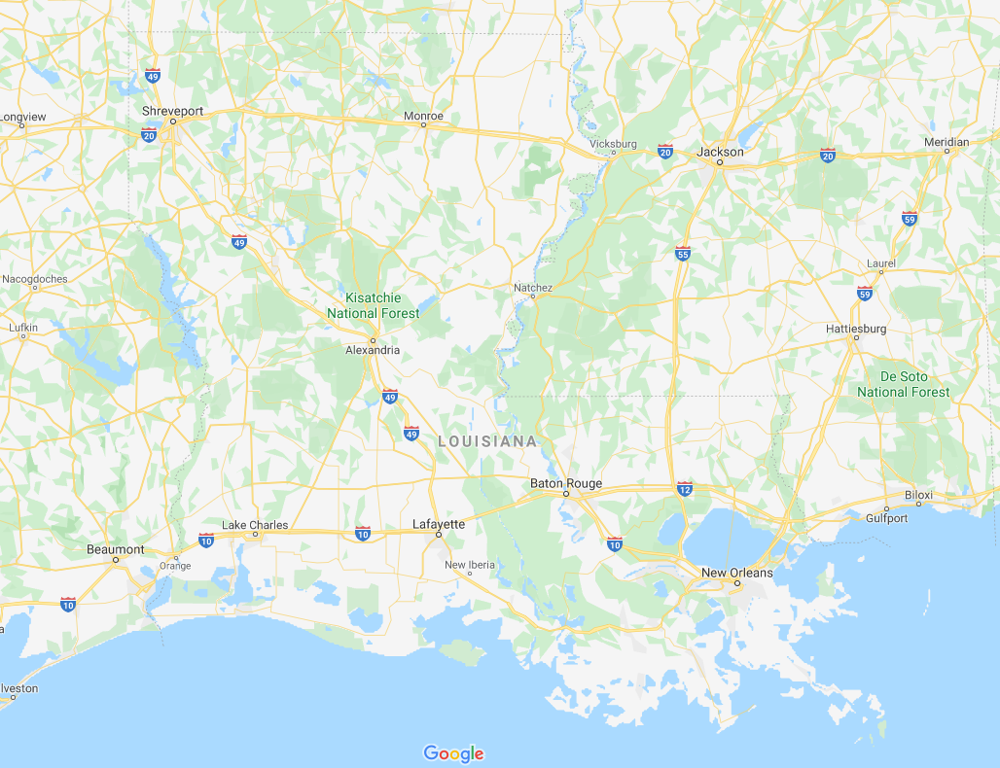 49
Shreveport
Longview
Monroe
20
Vicksburg
20
Jackson
20
Meridian
59
49
55
Laurel
Nacogdoches
Natchez
59
Kisatchie
National Forest
Lufkin
Hattiesburg
Alexandria
De Soto
National Forest
49
49
LOUISIANA
Baton Rouge
12
Biloxi
Gulfport
Lake Charles
Lafayette
10
10
10
Beaumont
Orange
New Iberia
New Orleans
10
a
lveston
Google